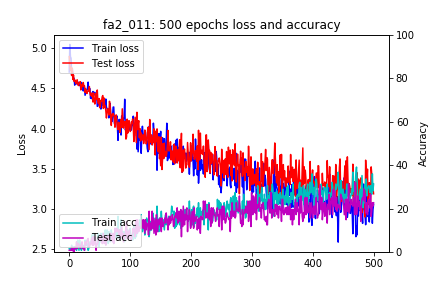 fa2_011: 500 epochs loss and accuracy
Train loss
Test loss
Train acc
Test acc
Loss
Accuracy
5.0
4.5
4.0
3.5
3.0
2.5
100
80
60
40
20
0
0
100
200
300
400
500